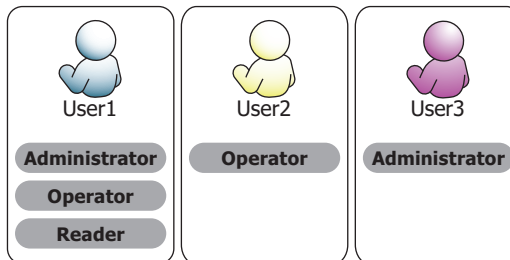 User1
Administrator
Operator
Reader
User2
Operator
User3
Administrator